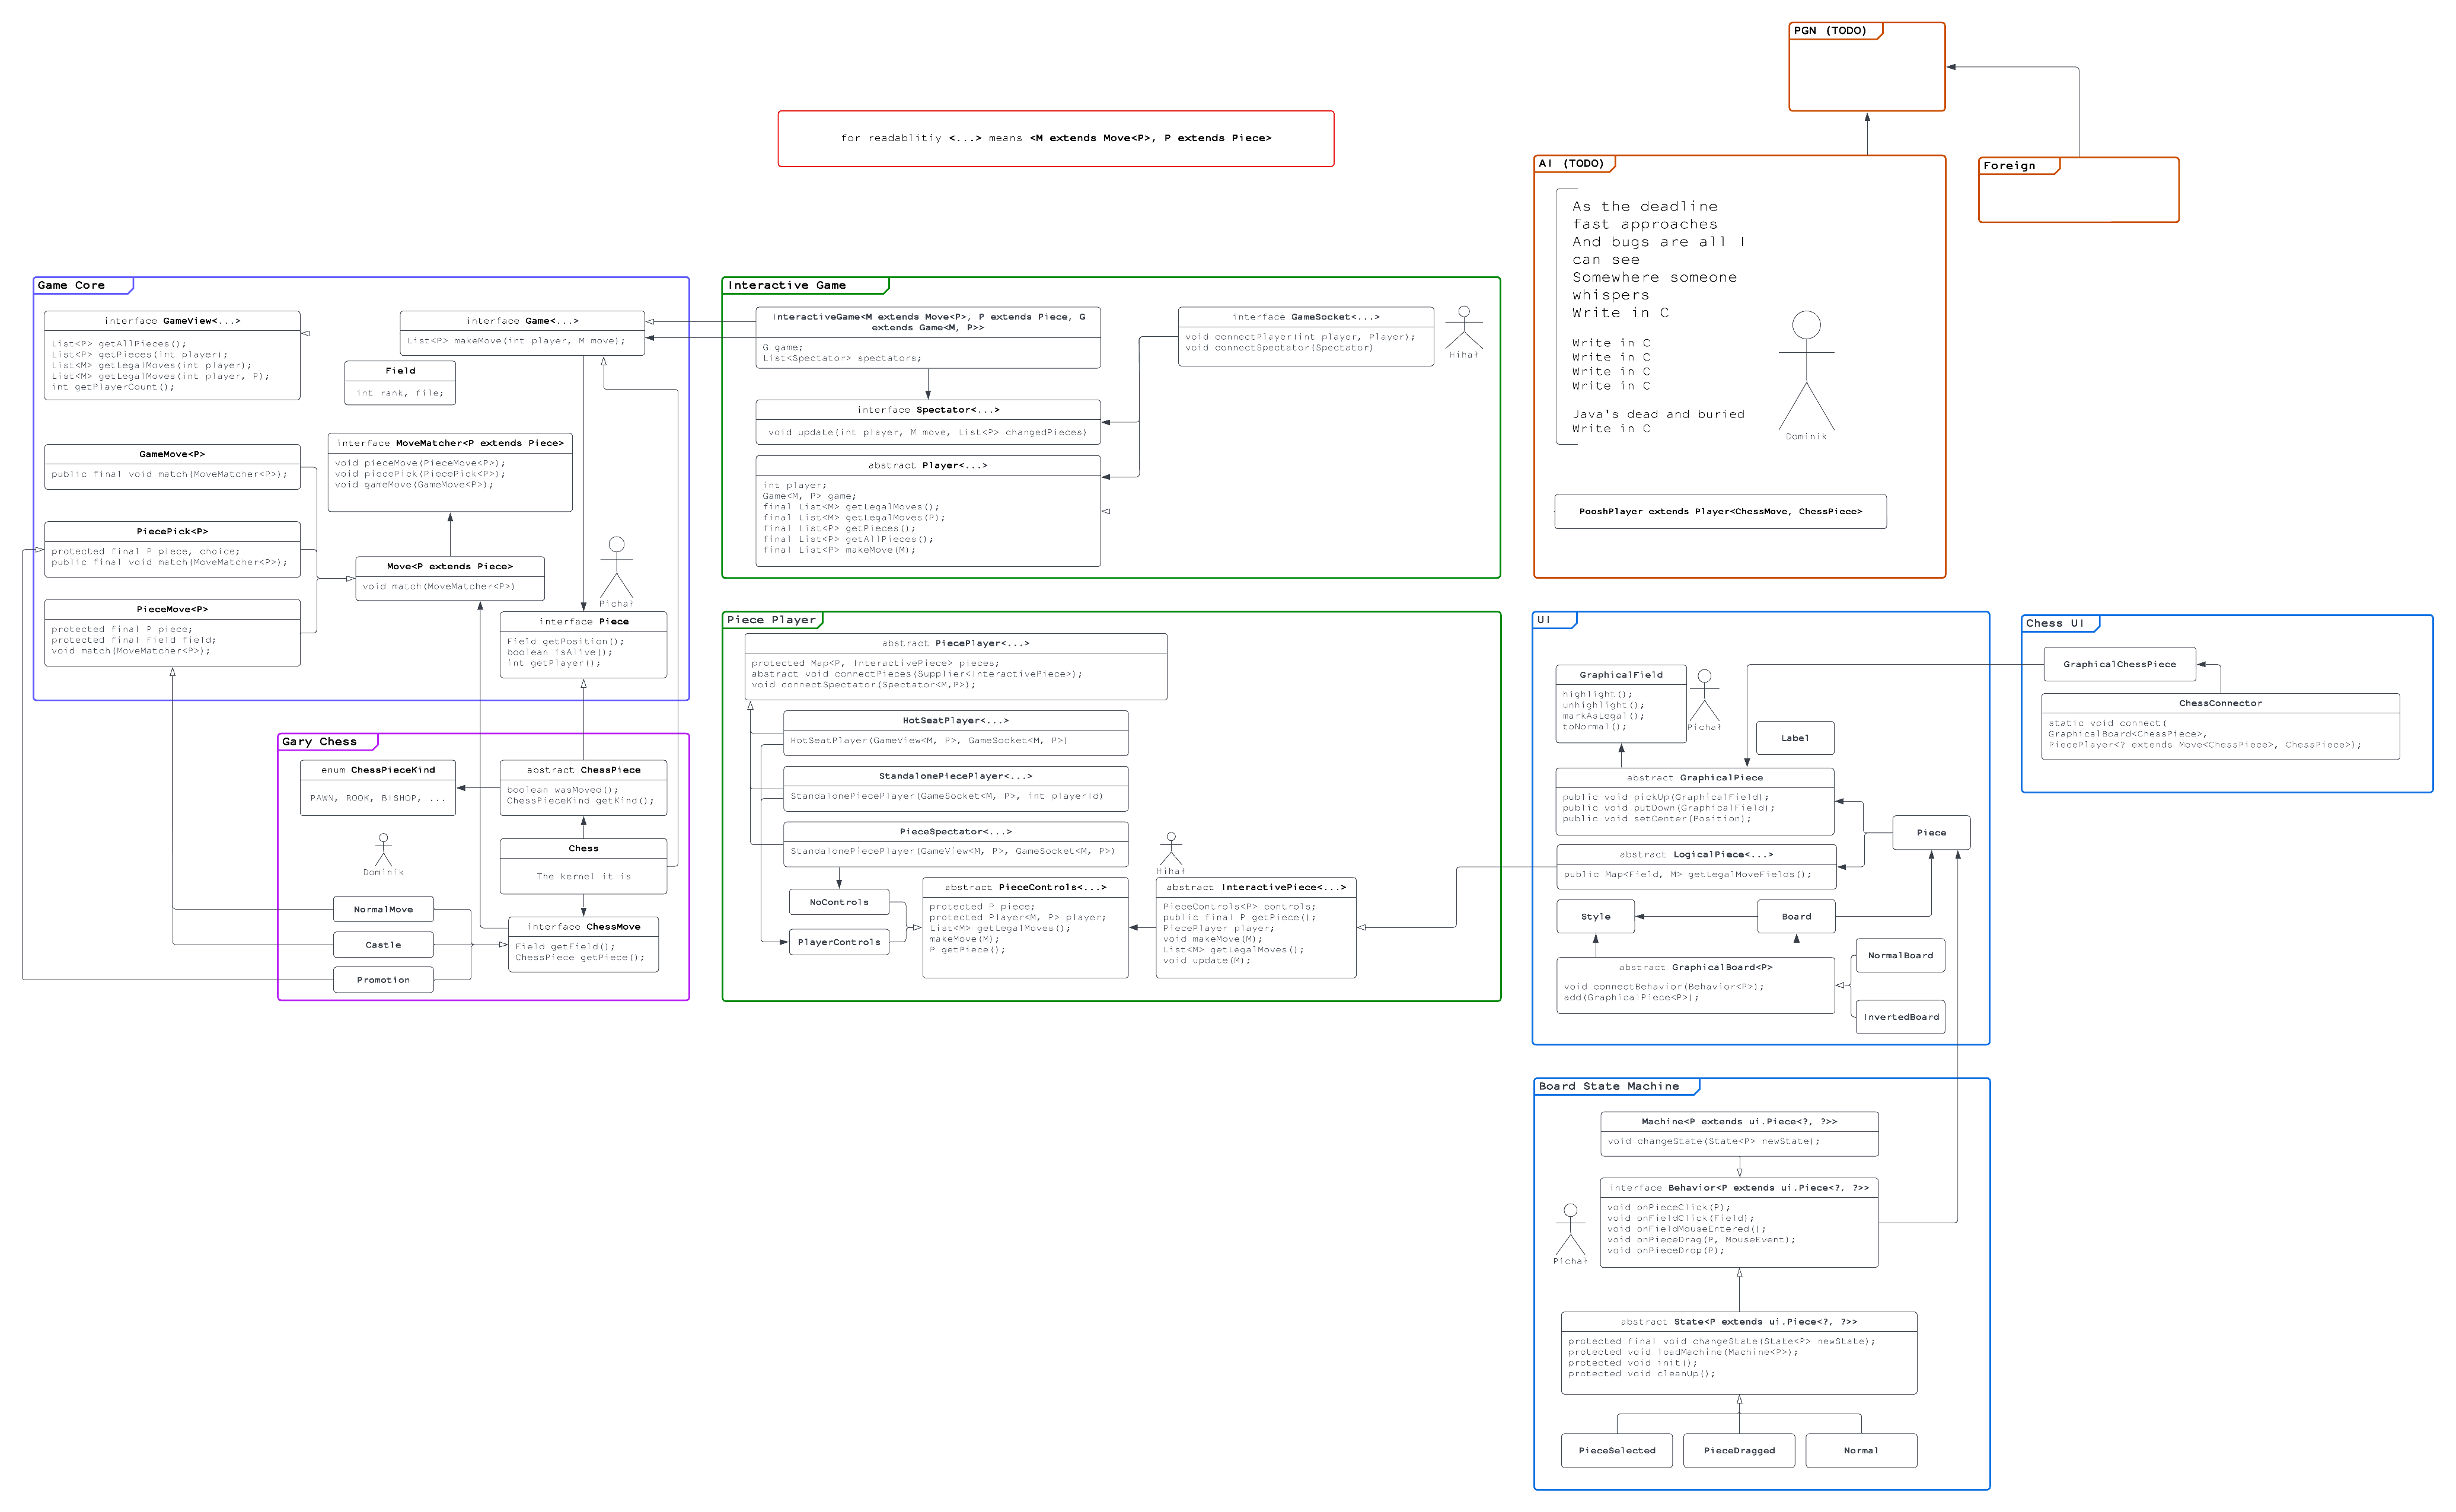 PGN (TODO)
for readablitiy <...> means <M extends Move<P>, P extends Piece>
AI (TODO)
As the deadline
fast approaches
And bugs are all I
can see
Somewhere someone
whispers
Write in C
Write in C
Write in C
Write in C
Write in C
Java's dead and buried
Write in C
Dominik
PooshPlayer extends Player<ChessMove, ChessPiece>
Foreign
Game Core
interface GameView<...>
List<P> getAllPieces();
List<P> getPieces(int player);
List<M> getLegalMoves(int player);
List<M> getLegalMoves(int player, P);
int getPlayerCount();
interface Game<...>
List<P> makeMove(int player, M move);
Field
int rank, file;
interface MoveMatcher<P extends Piece>
void pieceMove(PieceMove<P>);
void piecePick(PiecePick<P>);
void gameMove(GameMove<P>);
GameMove<P>
public final void match(MoveMatcher<P>);
PiecePick<P>
protected final P piece, choice;
public final void match(MoveMatcher<P>);
Move<P extends Piece>
void match(MoveMatcher<P>)
Pichał
PieceMove<P>
protected final P piece;
protected final Field field;
void match(MoveMatcher<P>);
interface Piece
Field getPosition();
boolean isAlive();
int getPlayer();
Interactive Game
InteractiveGame<M extends Move<P>, P extends Piece, G
extends Game<M, P>>
G game;
List<Spectator> spectators;
interface GameSocket<...>
void connectPlayer(int player, Player);
void connectSpectator(Spectator)
Hihał
interface Spectator<...>
void update(int player, M move, List<P> changedPieces)
abstract Player<...>
int player;
Game<M, P> game;
final List<M> getLegalMoves();
final List<M> getLegalMoves(P);
final List<P> getPieces();
final List<P> getAllPieces();
final List<P> makeMove(M);
Gary Chess
enum ChessPieceKind
PAWN, ROOK, BISHOP, ...
abstract ChessPiece
boolean wasMoved();
ChessPieceKind getKind();
Dominik
Chess
The kernel it is
NormalMove
Castle
Promotion
interface ChessMove
Field getField();
ChessPiece getPiece();
Piece Player
abstract PiecePlayer<...>
protected Map<P, InteractivePiece> pieces;
abstract void connectPieces(Supplier<InteractivePiece>);
void connectSpectator(Spectator<M,P>);
HotSeatPlayer<...>
HotSeatPlayer(GameView<M, P>, GameSocket<M, P>)
StandalonePiecePlayer<...>
StandalonePiecePlayer(GameSocket<M, P>, int playerId)
PieceSpectator<...>
StandalonePiecePlayer(GameView<M, P>, GameSocket<M, P>)
Hihał
NoControls
PlayerControls
abstract PieceControls<...>
protected P piece;
protected Player<M, P> player;
List<M> getLegalMoves();
makeMove(M);
P getPiece();
abstract InteractivePiece<...>
PieceControls<P> controls;
public final P getPiece();
PiecePlayer player;
void makeMove(M);
List<M> getLegalMoves();
void update(M);
UI
GraphicalField
highlight();
unhighlight();
markAsLegal();
toNormal();
Pichał
Label
abstract GraphicalPiece
public void pickUp(GraphicalField);
public void putDown(GraphicalField);
public void setCenter(Position);
Piece
abstract LogicalPiece<...>
public Map<Field, M> getLegalMoveFields();
Style
Board
abstract GraphicalBoard<P>
void connectBehavior(Behavior<P>);
add(GraphicalPiece<P>);
NormalBoard
InvertedBoard
Chess UI
GraphicalChessPiece
ChessConnector
static void connect(
GraphicalBoard<ChessPiece>,
PiecePlayer<? extends Move<ChessPiece>, ChessPiece>);
Board State Machine
Machine<P extends ui.Piece<?, ?>>
void changeState(State<P> newState);
interface Behavior<P extends ui.Piece<?, ?>>
void onPieceClick(P);
void onFieldClick(Field);
void onFieldMouseEntered();
void onPieceDrag(P, MouseEvent);
void onPieceDrop(P);
Pichał
abstract State<P extends ui.Piece<?, ?>>
protected final void changeState(State<P> newState);
protected void loadMachine(Machine<P>);
protected void init();
protected void cleanUp();
PieceSelected
PieceDragged
Normal